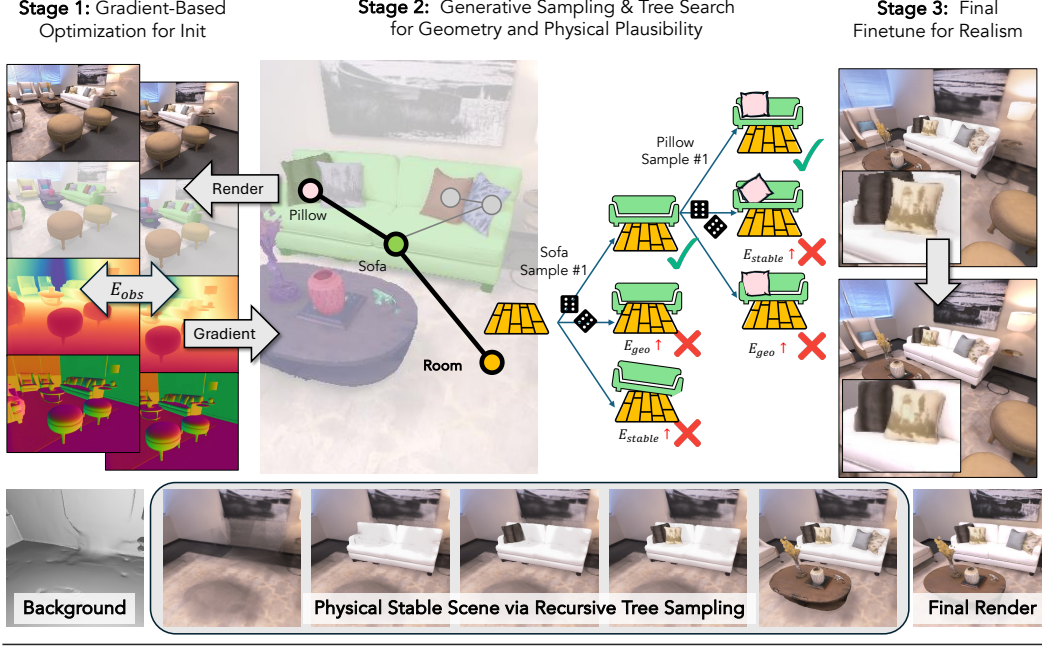 Stage 1: Gradient-Based
Optimization for Init
Stage 2: Generative Sampling & Tree Search
for Geometry and Physical Plausibility
Stage 3: Final
Finetune for Realism
Render
E_obs
Gradient
Pillow
Sofa
Room
Sofa
Sample #1
Pillow
Sample #1
E_stable ↑
E_geo ↑
E_geo ↑
E_stable ↑
Background
Physical Stable Scene via Recursive Tree Sampling
Final Render